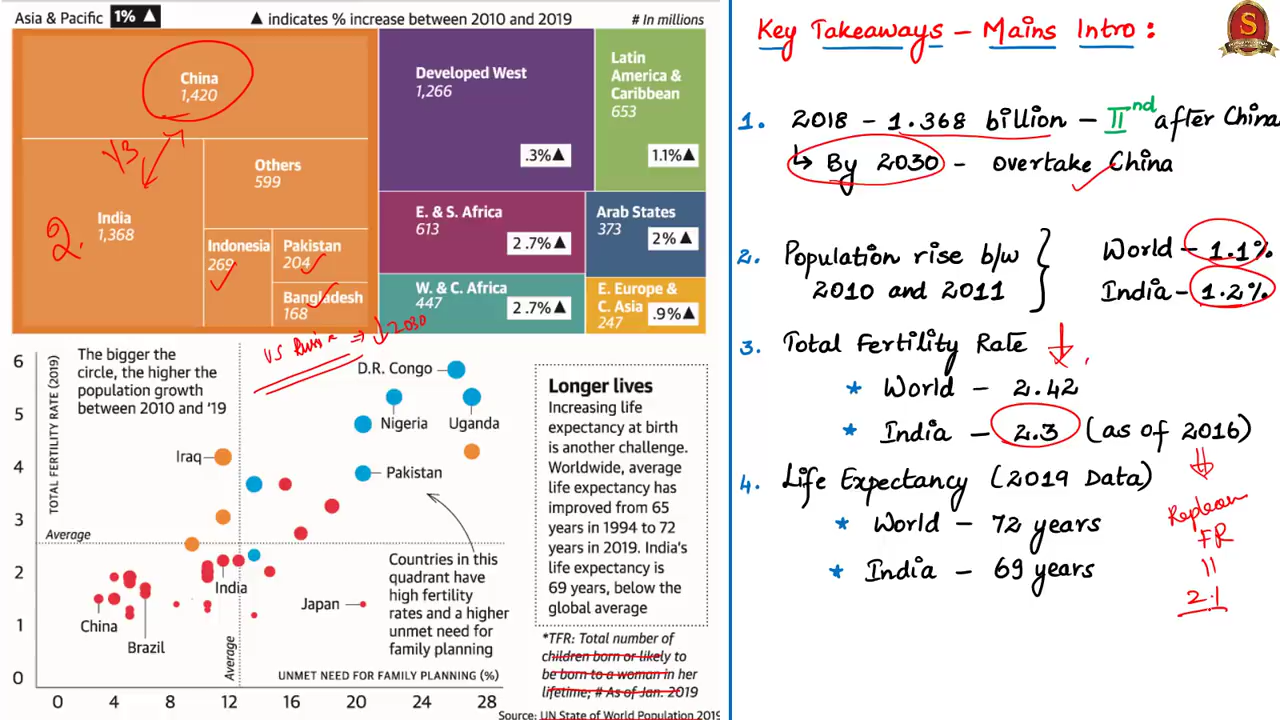 Asia & Pacific 1% ▲
▲ indicates % increase between 2010 and 2019
# In millions
China
1,420
V3
2.
India
1,368
Others
599
Indonesia
269
Pakistan
204
Bangladesh
168
Developed West
1,266
.3% ▲
Latin
America &
Caribbean
653
1.1% ▲
E. & S. Africa
613
2.7% ▲
Arab States
373
2% ▲
W. & C. Africa
447
2.7% ▲
E. Europe &
C. Asia
247
.9% ▲
US Russia ⇒ ↓ 2030
TOTAL FERTILITY RATE (2019)
6
5
4
3
2
1
0
The bigger the
circle, the higher the
population growth
between 2010 and '19
D.R. Congo
Nigeria
Uganda
Iraq
Pakistan
Average
India
China
Brazil
Japan
Average
Countries in this
quadrant have
high fertility
rates and a higher
unmet need for
family planning
UNMET NEED FOR FAMILY PLANNING (%)
0 4 8 12 16 20 24 28
Longer lives
Increasing life
expectancy at birth
is another challenge.
Worldwide, average
life expectancy has
improved from 65
years in 1994 to 72
years in 2019. India's
life expectancy is
69 years, below the
global average
*TFR: Total number of
children born or likely to
be born to a woman in her
lifetime; # As of Jan. 2019
Source: UN State of World Population 2019
Key Takeaways – Mains Intro :
S
1. 2018 – 1.368 billion – IInd after China
↳ By 2030 – overtake China
2. Population rise b/w
2010 and 2011
World – 1.1%
India – 1.2%
3. Total Fertility Rate ↓
* World – 2.42
* India – 2.3 (as of 2016)
4. Life Expectancy (2019 Data)
* World – 72 years
* India – 69 years
FR
=
2.1